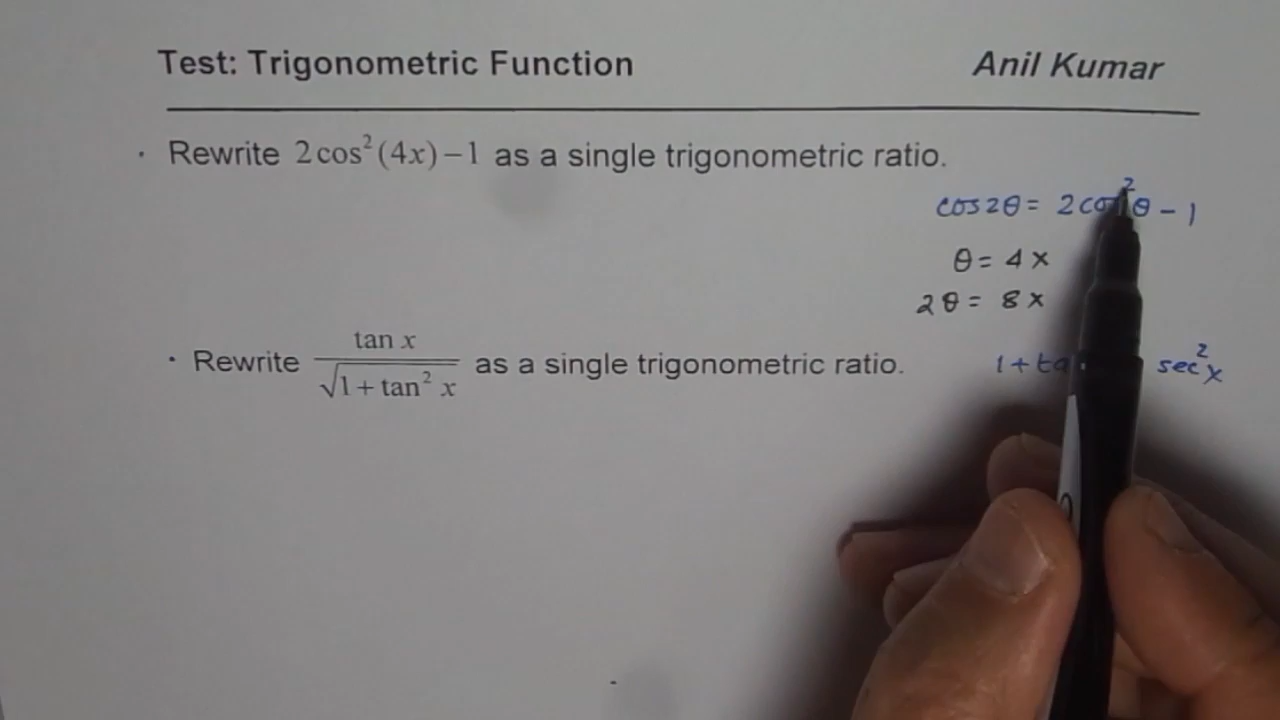 Test: Trigonometric Function Anil Kumar
· Rewrite 2cos²(4x)−1 as a single trigonometric ratio.
cos2θ = 2cos²θ − 1
θ = 4x
2θ = 8x
· Rewrite tan x / √1+tan² x as a single trigonometric ratio.
1 + ta sec²x